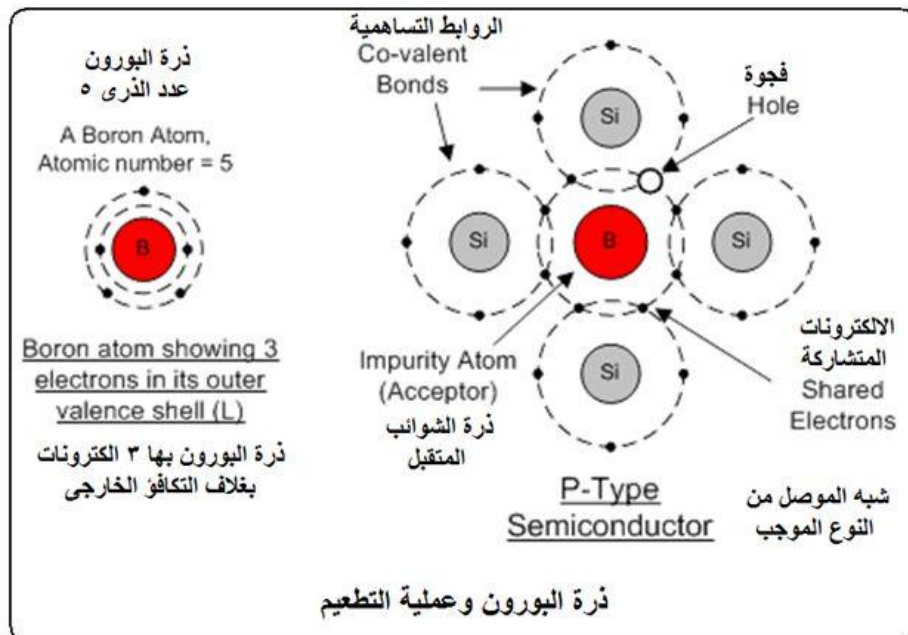 ذرة البورون
عدد الذرى ٥
A Boron Atom,
Atomic number = 5
B
Boron atom showing 3
electrons in its outer
valence shell (L)
ذرة البورون بها ٣ الكترونات
بغلاف التكافؤ الخارجى
الروابط التساهمية
Co-valent
Bonds
فجوة
Hole
Si
Si
B
Si
Si
Impurity Atom
(Acceptor)
ذرة الشوائب
المتقبل
الالكترونات
المتشاركة
Shared
Electrons
P-Type
Semiconductor
شبه الموصل من
النوع الموجب
ذرة البورون وعملية التطعيم